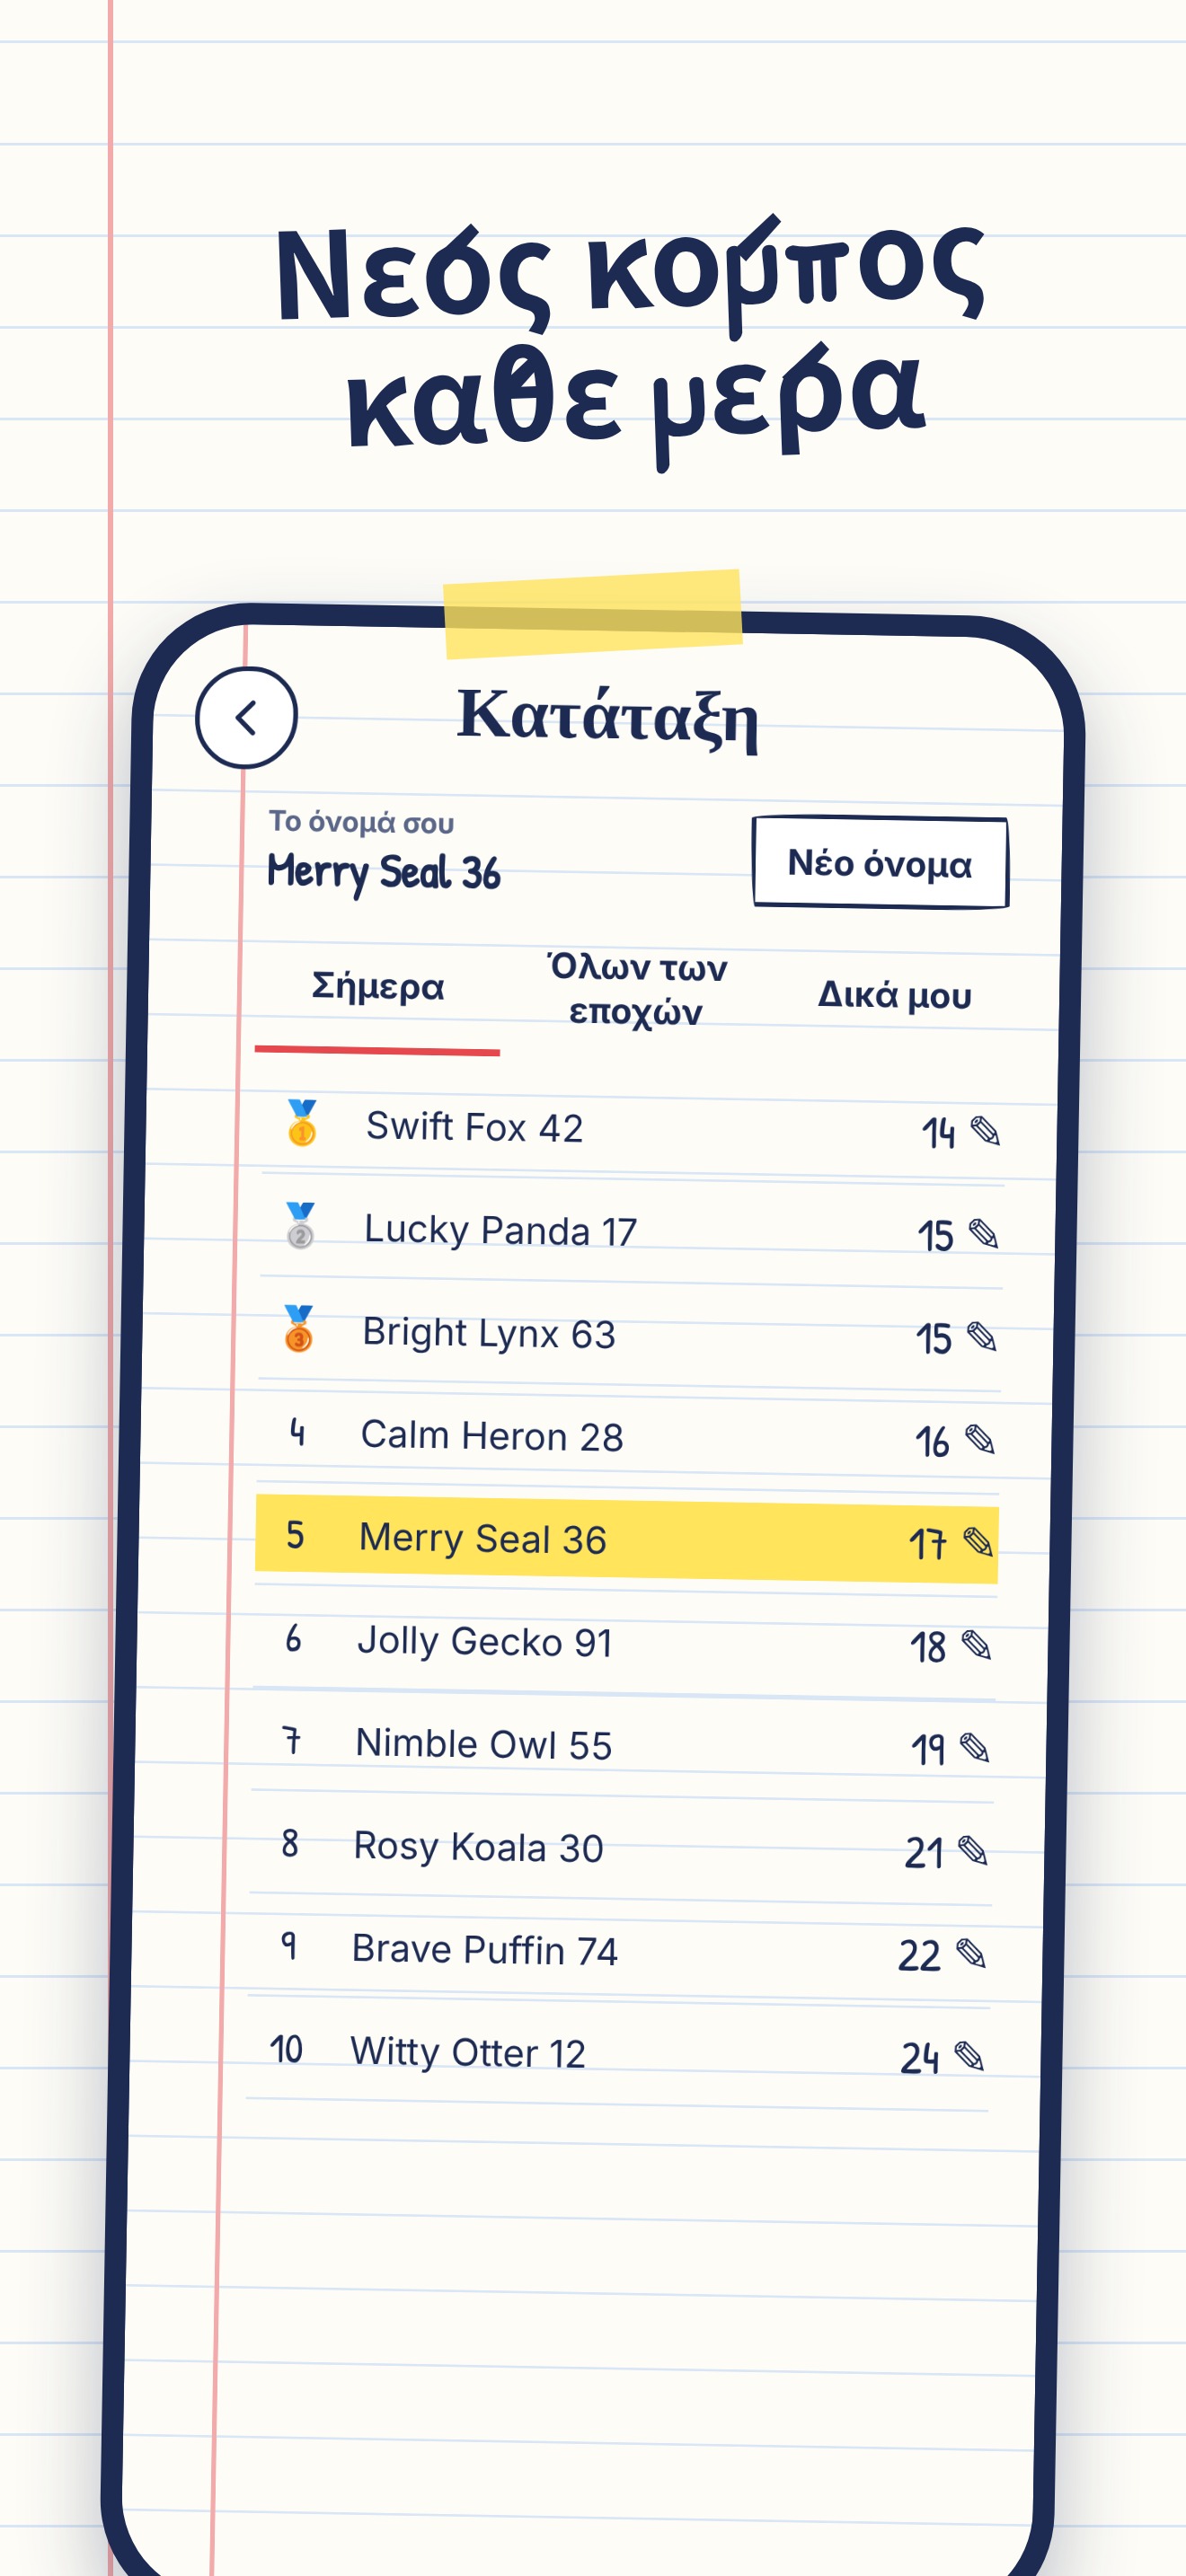 Νεός κομ́πος
καθ́ε μερ́α
Κατάταξη
Το όνομά σου
Merry Seal 36
Νέο όνομα
Σήμερα
Όλων των
εποχών
Δικά μου
🥇 Swift Fox 42 14 ✎
🥈 Lucky Panda 17 15 ✎
🥉 Bright Lynx 63 15 ✎
4 Calm Heron 28 16 ✎
5 Merry Seal 36 17 ✎
6 Jolly Gecko 91 18 ✎
7 Nimble Owl 55 19 ✎
8 Rosy Koala 30 21 ✎
9 Brave Puffin 74 22 ✎
10 Witty Otter 12 24 ✎